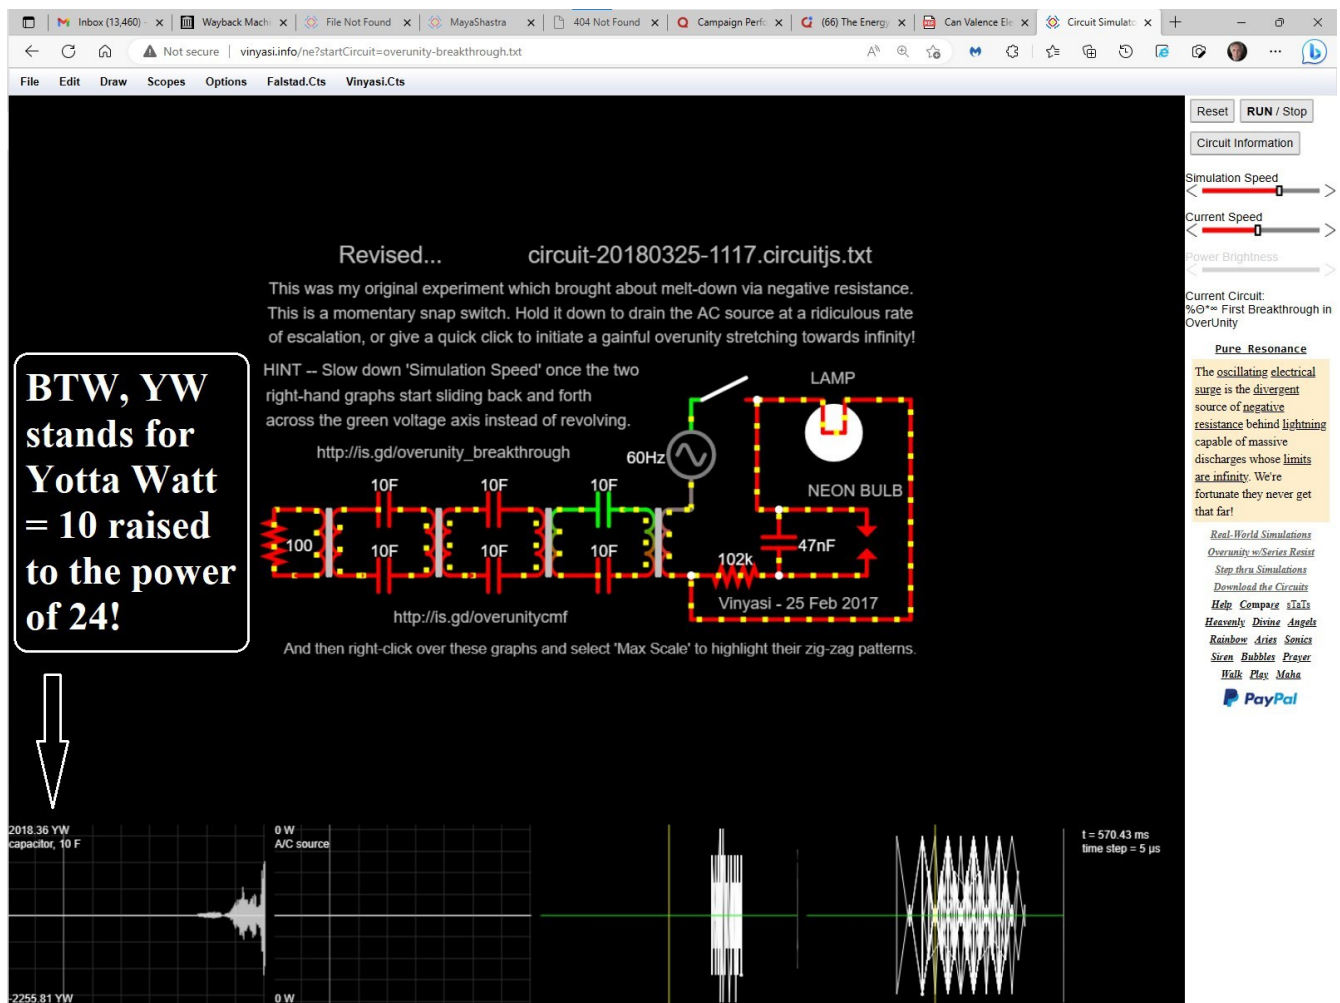 Inbox (13,460) -
Wayback Machi
File Not Found
MayaShastra
404 Not Found
Campaign Perfo
(66) The Energy
Can Valence Ele
Circuit Simulato
Not secure | vinyasi.info/ne?startCircuit=overunity-breakthrough.txt
File Edit Draw Scopes Options Falstad.Cts Vinyasi.Cts
Reset RUN / Stop
Circuit Information
Simulation Speed
Current Speed
Power Brightness
Current Circuit:
%Θ*∞ First Breakthrough in
OverUnity
Pure Resonance
The oscillating electrical
surge is the divergent
source of negative
resistance behind lightning
capable of massive
discharges whose limits
are infinity. We're
fortunate they never get
that far!
Real-World Simulations
Overunity w/Series Resist
Step thru Simulations
Download the Circuits
Help Compare sTaTs
Heavenly Divine Angels
Rainbow Aries Sonics
Siren Bubbles Prayer
Walk Play Maha
PayPal
Revised... circuit-20180325-1117.circuitjs.txt
This was my original experiment which brought about melt-down via negative resistance.
This is a momentary snap switch. Hold it down to drain the AC source at a ridiculous rate
of escalation, or give a quick click to initiate a gainful overunity stretching towards infinity!
HINT -- Slow down 'Simulation Speed' once the two
right-hand graphs start sliding back and forth
across the green voltage axis instead of revolving.
http://is.gd/overunity_breakthrough
LAMP
60Hz
NEON BULB
10F 10F 10F
100
10F 10F 10F
102k
47nF
Vinyasi - 25 Feb 2017
http://is.gd/overunitycmf
And then right-click over these graphs and select 'Max Scale' to highlight their zig-zag patterns.
BTW, YW
stands for
Yotta Watt
= 10 raised
to the power
of 24!
2018.36 YW
capacitor, 10 F
-2255.81 YW
0 W
A/C source
0 W
t = 570.43 ms
time step = 5 µs